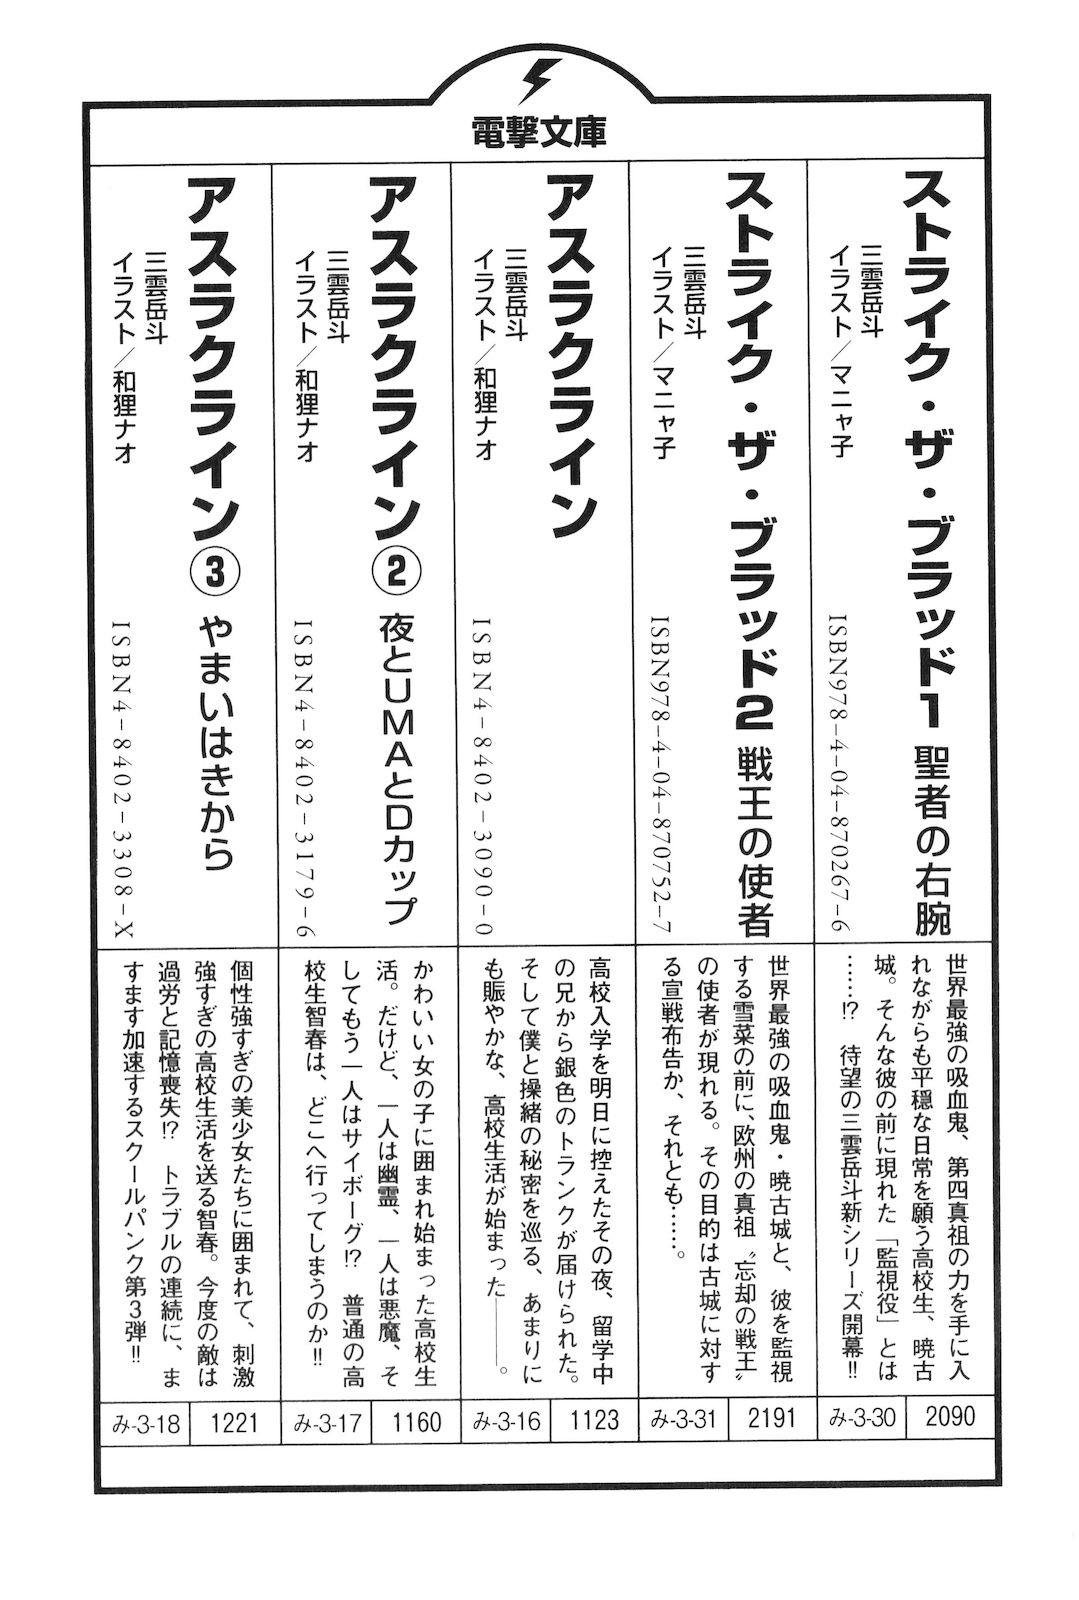 電撃文庫
ストライク・ザ・ブラッド1 聖者の右腕
三雲岳斗
イラスト/マニャ子
ISBN978-4-04-870267-6
世界最強の吸血鬼、第四真祖の力を手に入
れながらも平穏な日常を願う高校生、暁古
城。そんな彼の前に現れた「監視役」とは
……!? 待望の三雲岳斗新シリーズ開幕!!
み-3-30
2090
ストライク・ザ・ブラッド2 戦王の使者
三雲岳斗
イラスト/マニャ子
ISBN978-4-04-870752-7
世界最強の吸血鬼・暁古城と、彼を監視
する雪菜の前に、欧州の真祖〝忘却の戦王〟
の使者が現れる。その目的は古城に対す
る宣戦布告か、それとも……。
み-3-31
2191
アスラクライン
三雲岳斗
イラスト/和狸ナオ
ISBN4-8402-3090-0
高校入学を明日に控えたその夜、留学中
の兄から銀色のトランクが届けられた。
そして僕と操緒の秘密を巡る、あまりに
も賑やかな、高校生活が始まった――。
み-3-16
1123
アスラクライン② 夜とUMAとDカップ
三雲岳斗
イラスト/和狸ナオ
ISBN4-8402-3179-6
かわいい女の子に囲まれ始まった高校生
活。だけど、一人は幽霊、一人は悪魔、そ
してもう一人はサイボーグ!? 普通の高
校生智春は、どこへ行ってしまうのか!!
み-3-17
1160
アスラクライン③ やまいはきから
三雲岳斗
イラスト/和狸ナオ
ISBN4-8402-3308-X
個性強すぎの美少女たちに囲まれて、刺激
強すぎの高校生活を送る智春。今度の敵は
過労と記憶喪失!? トラブルの連続に、ま
すます加速するスクールパンク第3弾!!
み-3-18
1221